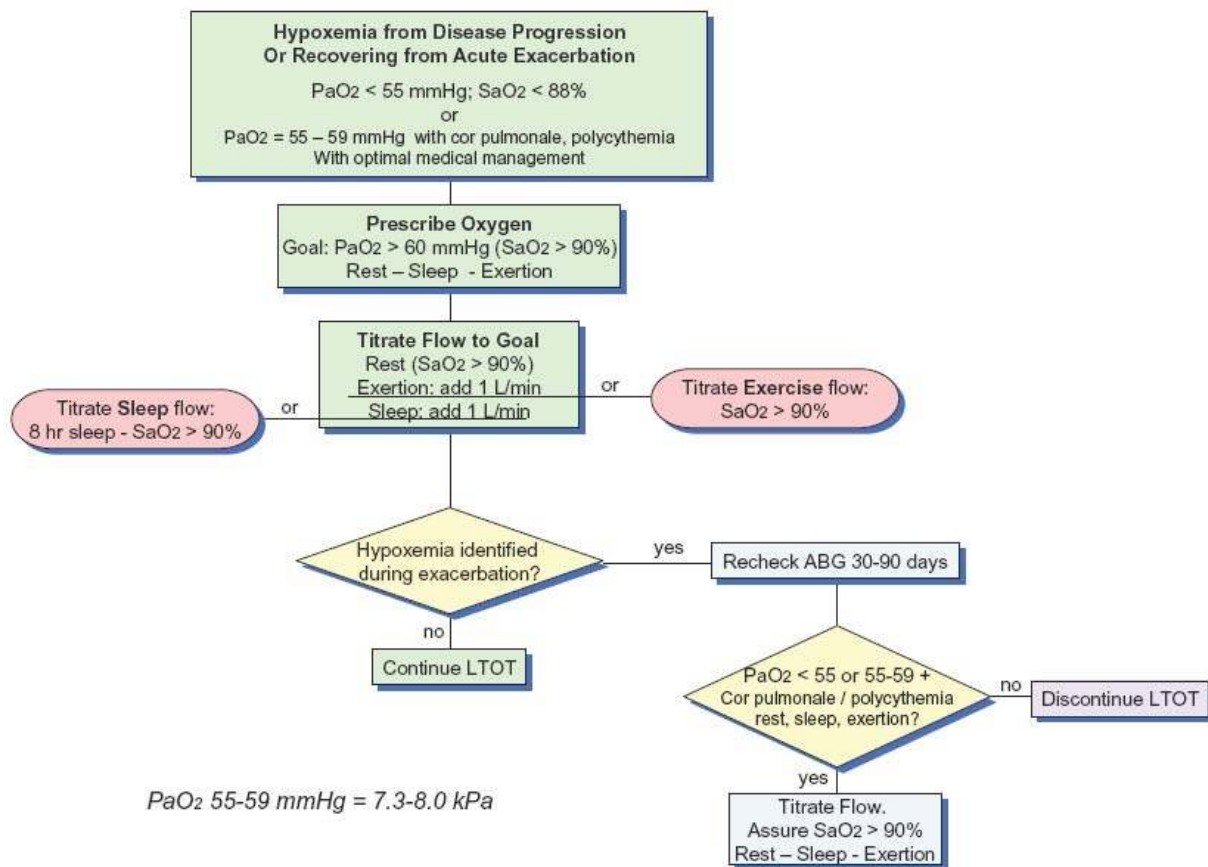 Hypoxemia from Disease Progression
Or Recovering from Acute Exacerbation
PaO2 < 55 mmHg; SaO2 < 88%
or
PaO2 = 55 – 59 mmHg with cor pulmonale, polycythemia
With optimal medical management
Prescribe Oxygen
Goal: PaO2 > 60 mmHg (SaO2 > 90%)
Rest – Sleep - Exertion
Titrate Flow to Goal
Rest (SaO2 > 90%)
Exertion: add 1 L/min
Sleep: add 1 L/min
or
Titrate Sleep flow:
8 hr sleep - SaO2 > 90%
or
Titrate Exercise flow:
SaO2 > 90%
Hypoxemia identified
during exacerbation?
yes
Recheck ABG 30-90 days
no
Continue LTOT
PaO2 < 55 or 55-59 +
Cor pulmonale / polycythemia
rest, sleep, exertion?
no
Discontinue LTOT
yes
Titrate Flow.
Assure SaO2 > 90%
Rest – Sleep - Exertion
PaO2 55-59 mmHg = 7.3-8.0 kPa